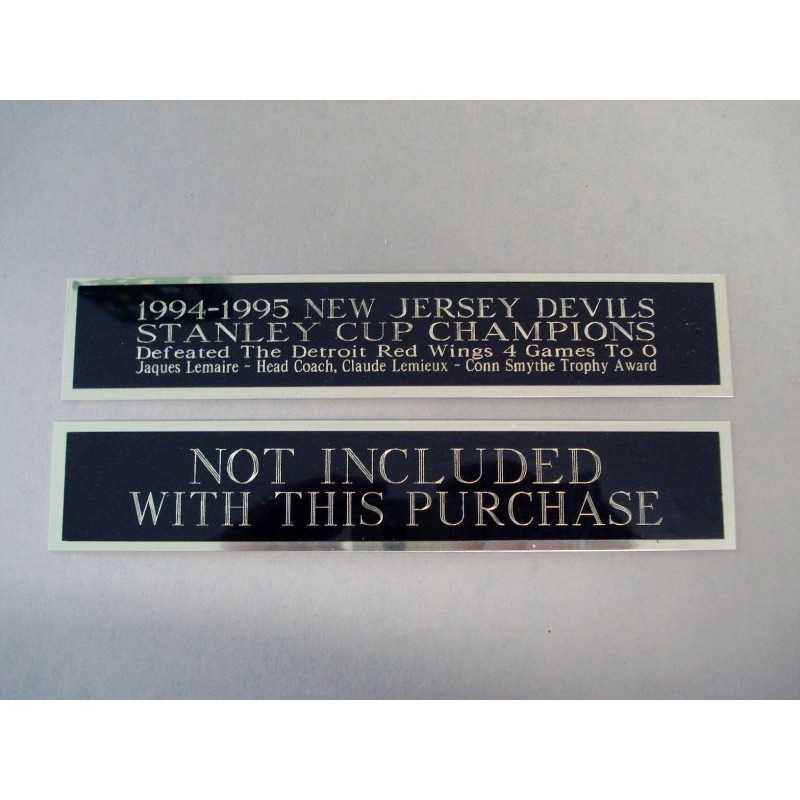 1994-1995 NEW JERSEY DEVILS
STANLEY CUP CHAMPIONS
Defeated The Detroit Red Wings 4 Games To 0
Jaques Lemaire ~ Head Coach, Claude Lemieux ~ Conn Smythe Trophy Award
NOT INCLUDED
WITH THIS PURCHASE